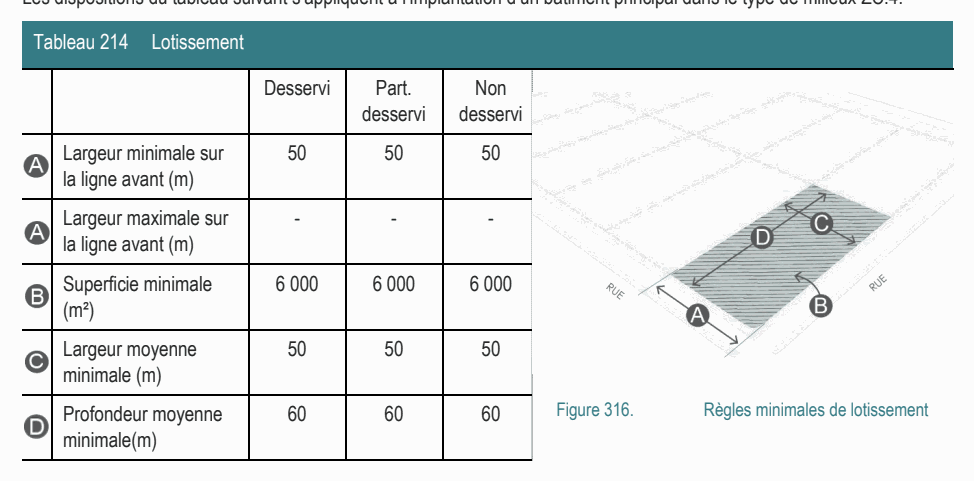 Les dispositions du tableau suivant s'appliquent à l'implantation d'un bâtiment principal dans le type de milieux ZC.4.
Tableau 214 Lotissement
Desservi Part. desservi Non desservi
A Largeur minimale sur la ligne avant (m) 50 50 50
A Largeur maximale sur la ligne avant (m) - - -
B Superficie minimale (m²) 6 000 6 000 6 000
C Largeur moyenne minimale (m) 50 50 50
D Profondeur moyenne minimale(m) 60 60 60
D
C
RUE
A
B
RUE
Figure 316. Règles minimales de lotissement